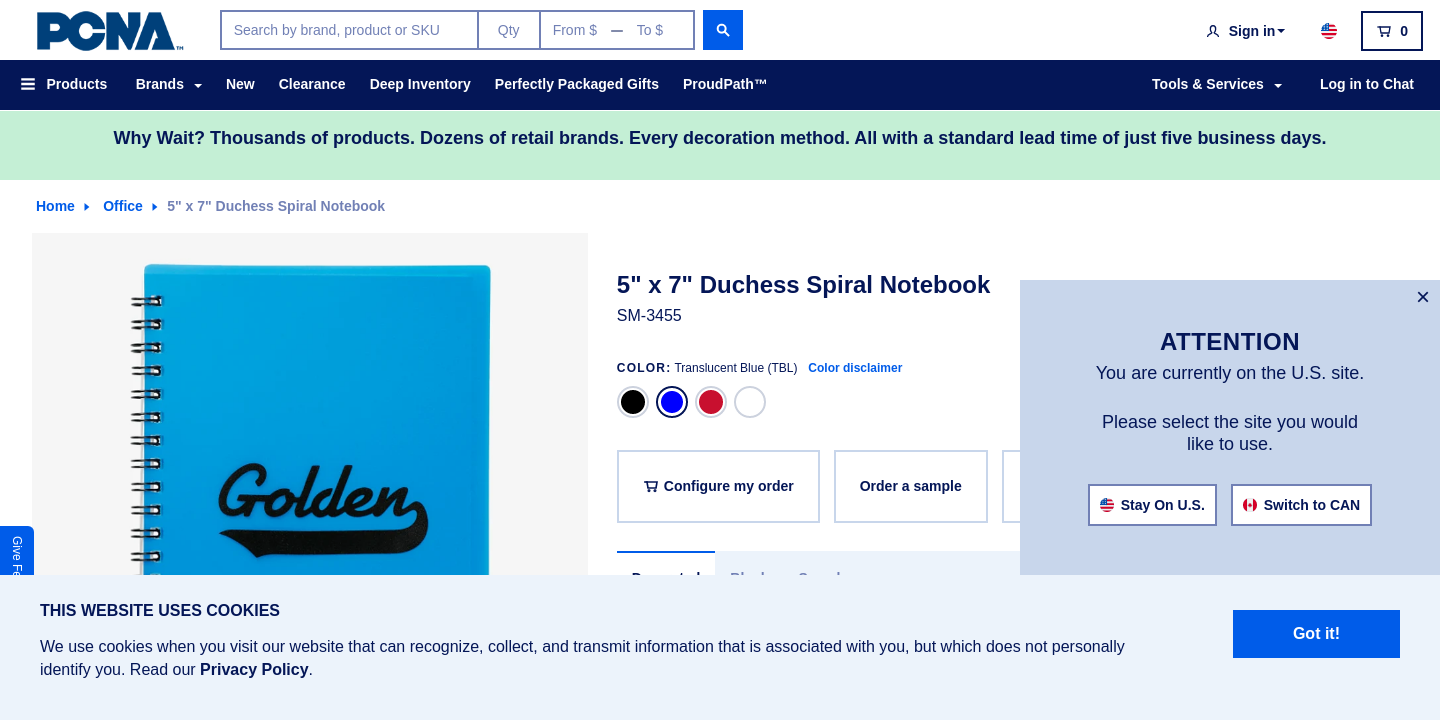 PCNA™
Search by brand, product or SKU
Qty
From $ — To $
Sign in
0
Products
Brands
New
Clearance
Deep Inventory
Perfectly Packaged Gifts
ProudPath™
Tools & Services
Log in to Chat
Why Wait? Thousands of products. Dozens of retail brands. Every decoration method. All with a standard lead time of just five business days.
Home
Office
5" x 7" Duchess Spiral Notebook
Golden
5" x 7" Duchess Spiral Notebook
SM-3455
COLOR: Translucent Blue (TBL) Color disclaimer
Configure my order
Order a sample
×
ATTENTION
You are currently on the U.S. site.
Please select the site you would
like to use.
Stay On U.S.
Switch to CAN
Give
THIS WEBSITE USES COOKIES
We use cookies when you visit our website that can recognize, collect, and transmit information that is associated with you, but which does not personally
identify you. Read our Privacy Policy.
Got it!